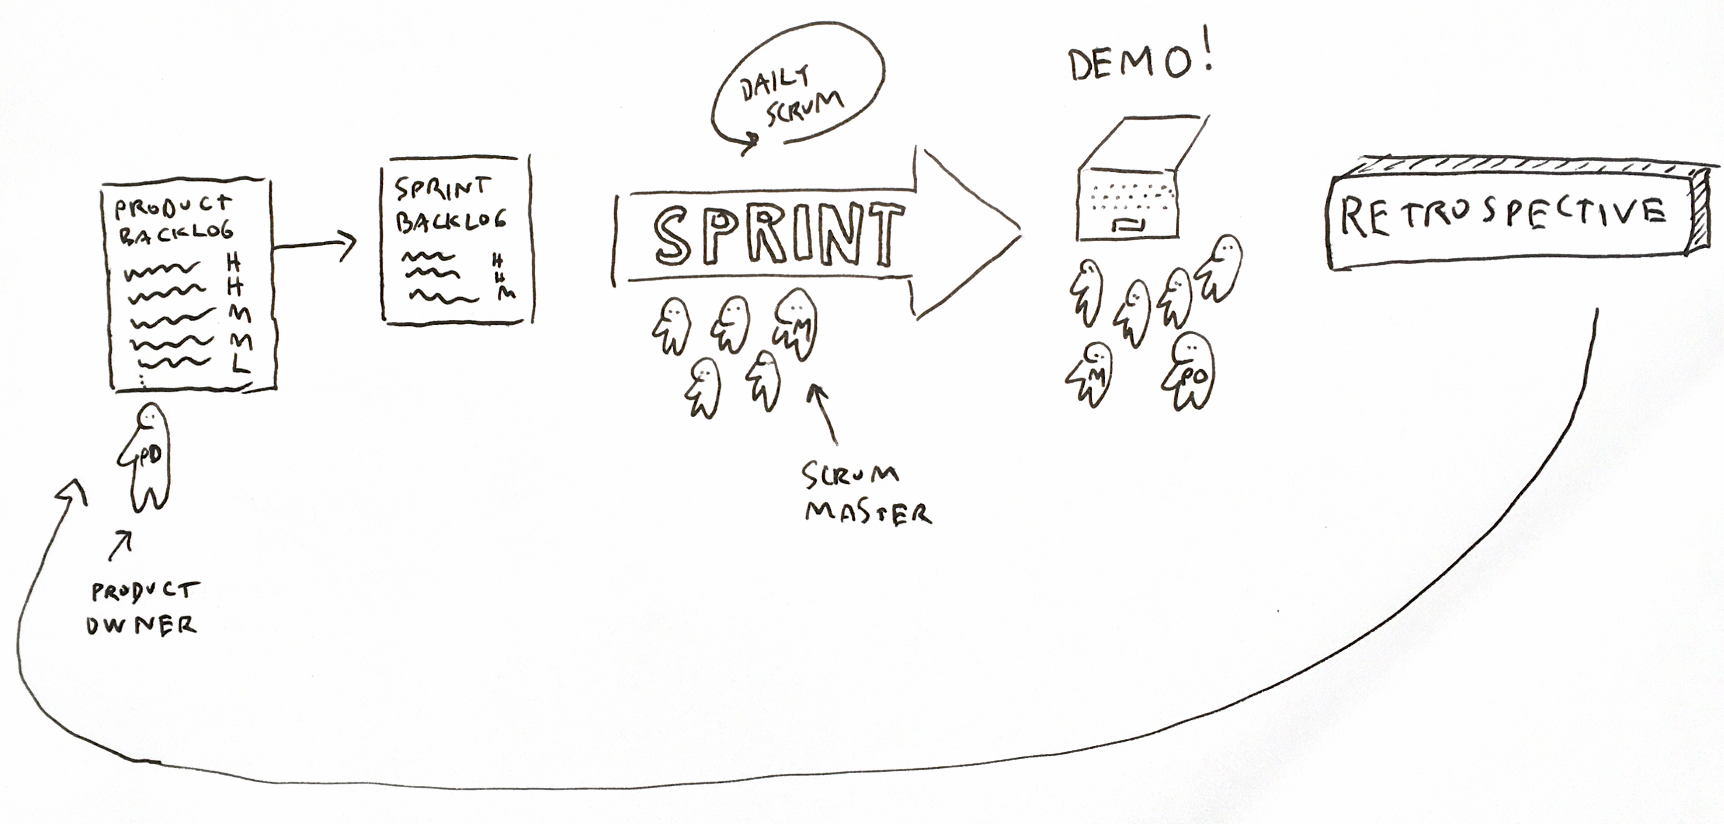 DAILY
SCRUM
DEMO!
PRODUCT
BACKLOG
H
H
M
M
L
SPRINT
BACKLOG
H
H
M
SPRINT
RETROSPECTIVE
M
M
PO
PO
SCRUM
MASTER
PRODUCT
OWNER